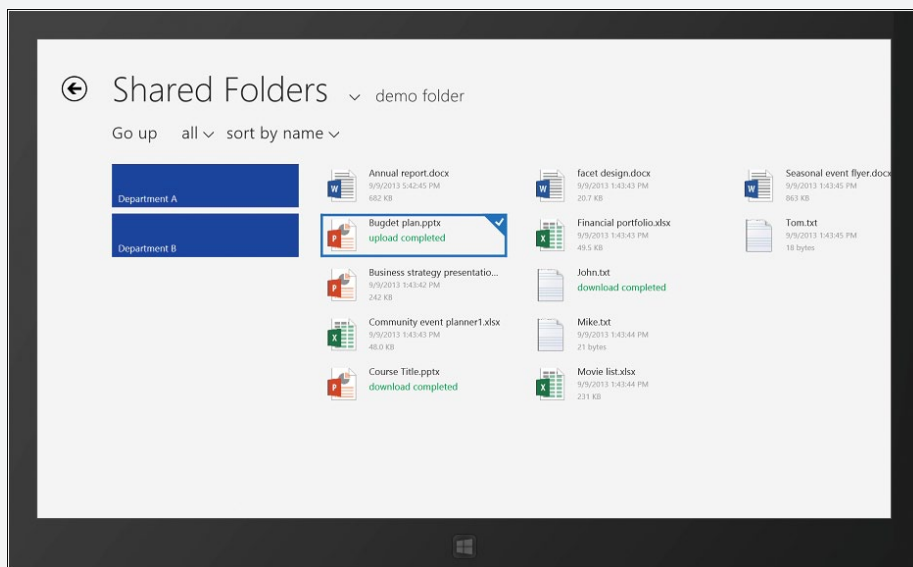 Shared Folders demo folder
Go up all sort by name
Department A
Department B
Annual report.docx
9/9/2013 5:42:45 PM
682 KB
Bugdet plan.pptx
upload completed
Business strategy presentatio...
9/9/2013 1:43:42 PM
242 KB
Community event planner1.xlsx
9/9/2013 1:43:43 PM
48.0 KB
Course Title.pptx
download completed
facet design.docx
9/9/2013 1:43:43 PM
20.7 KB
Financial portfolio.xlsx
9/9/2013 1:43:43 PM
49.5 KB
John.txt
download completed
Mike.txt
9/9/2013 1:43:44 PM
21 bytes
Movie list.xlsx
9/9/2013 1:43:44 PM
231 KB
Seasonal event flyer.docx
9/9/2013 1:43:45 PM
863 KB
Tom.txt
9/9/2013 1:43:45 PM
18 bytes